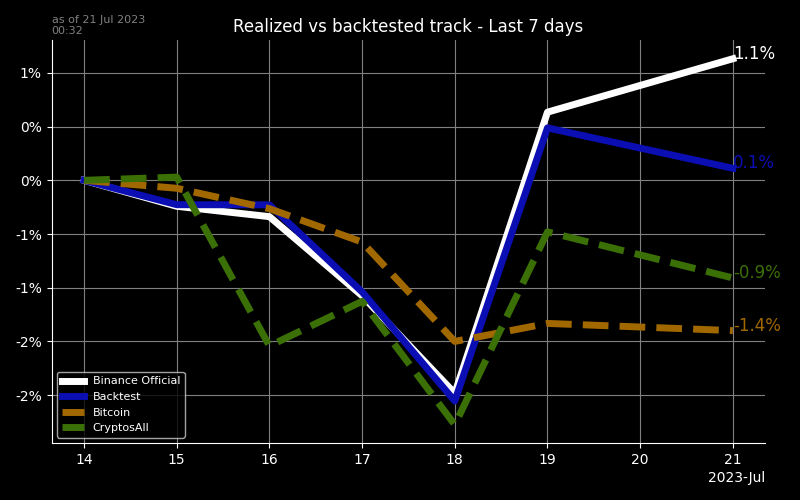 as of 21 Jul 2023
00:32
Realized vs backtested track - Last 7 days
1%
0%
0%
-1%
-1%
-2%
-2%
1.1%
0.1%
-0.9%
-1.4%
Binance Official
Backtest
Bitcoin
CryptosAll
14 15 16 17 18 19 20 21
2023-Jul